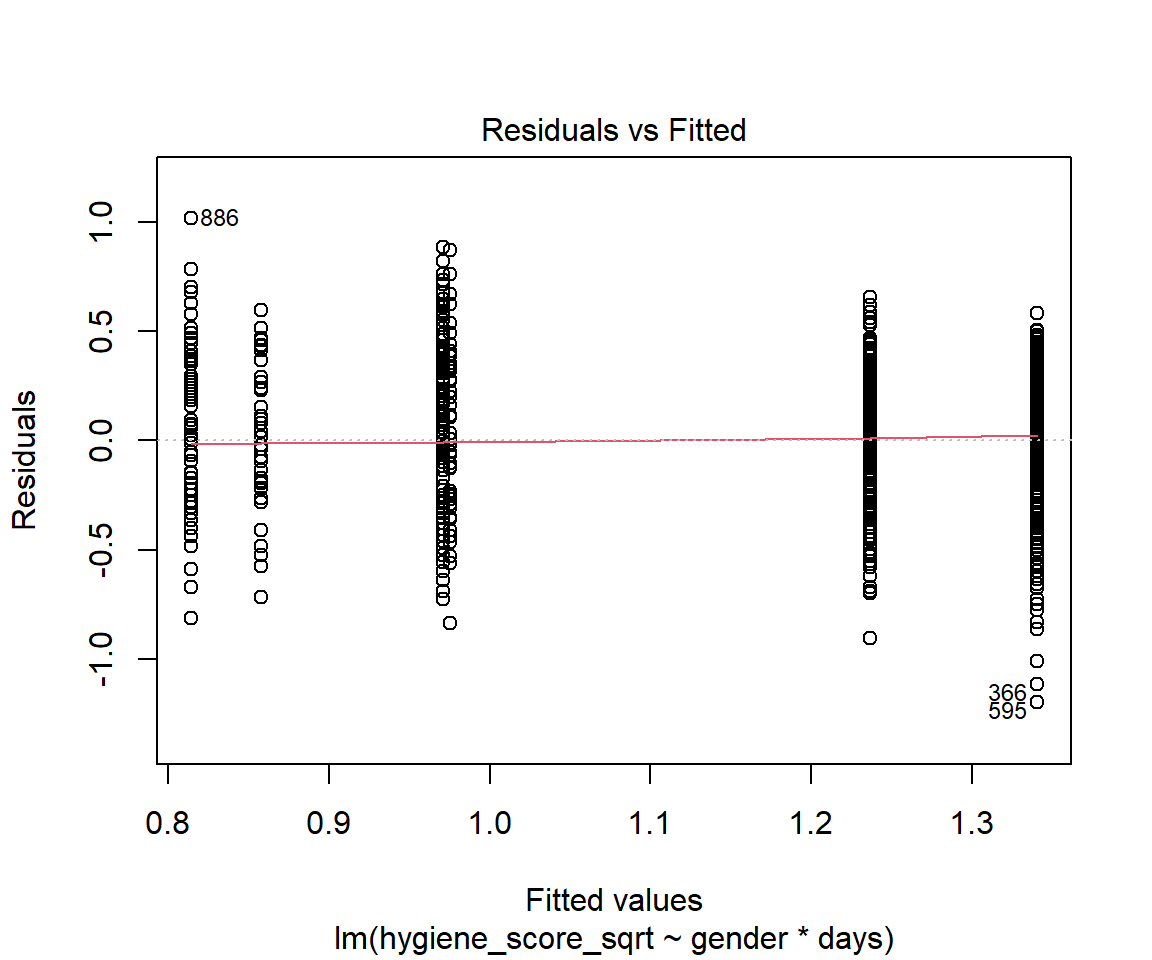 Residuals vs Fitted
Residuals
1.0
0.5
0.0
-0.5
-1.0
886
366
595
0.8 0.9 1.0 1.1 1.2 1.3
Fitted values
lm(hygiene_score_sqrt ~ gender * days)